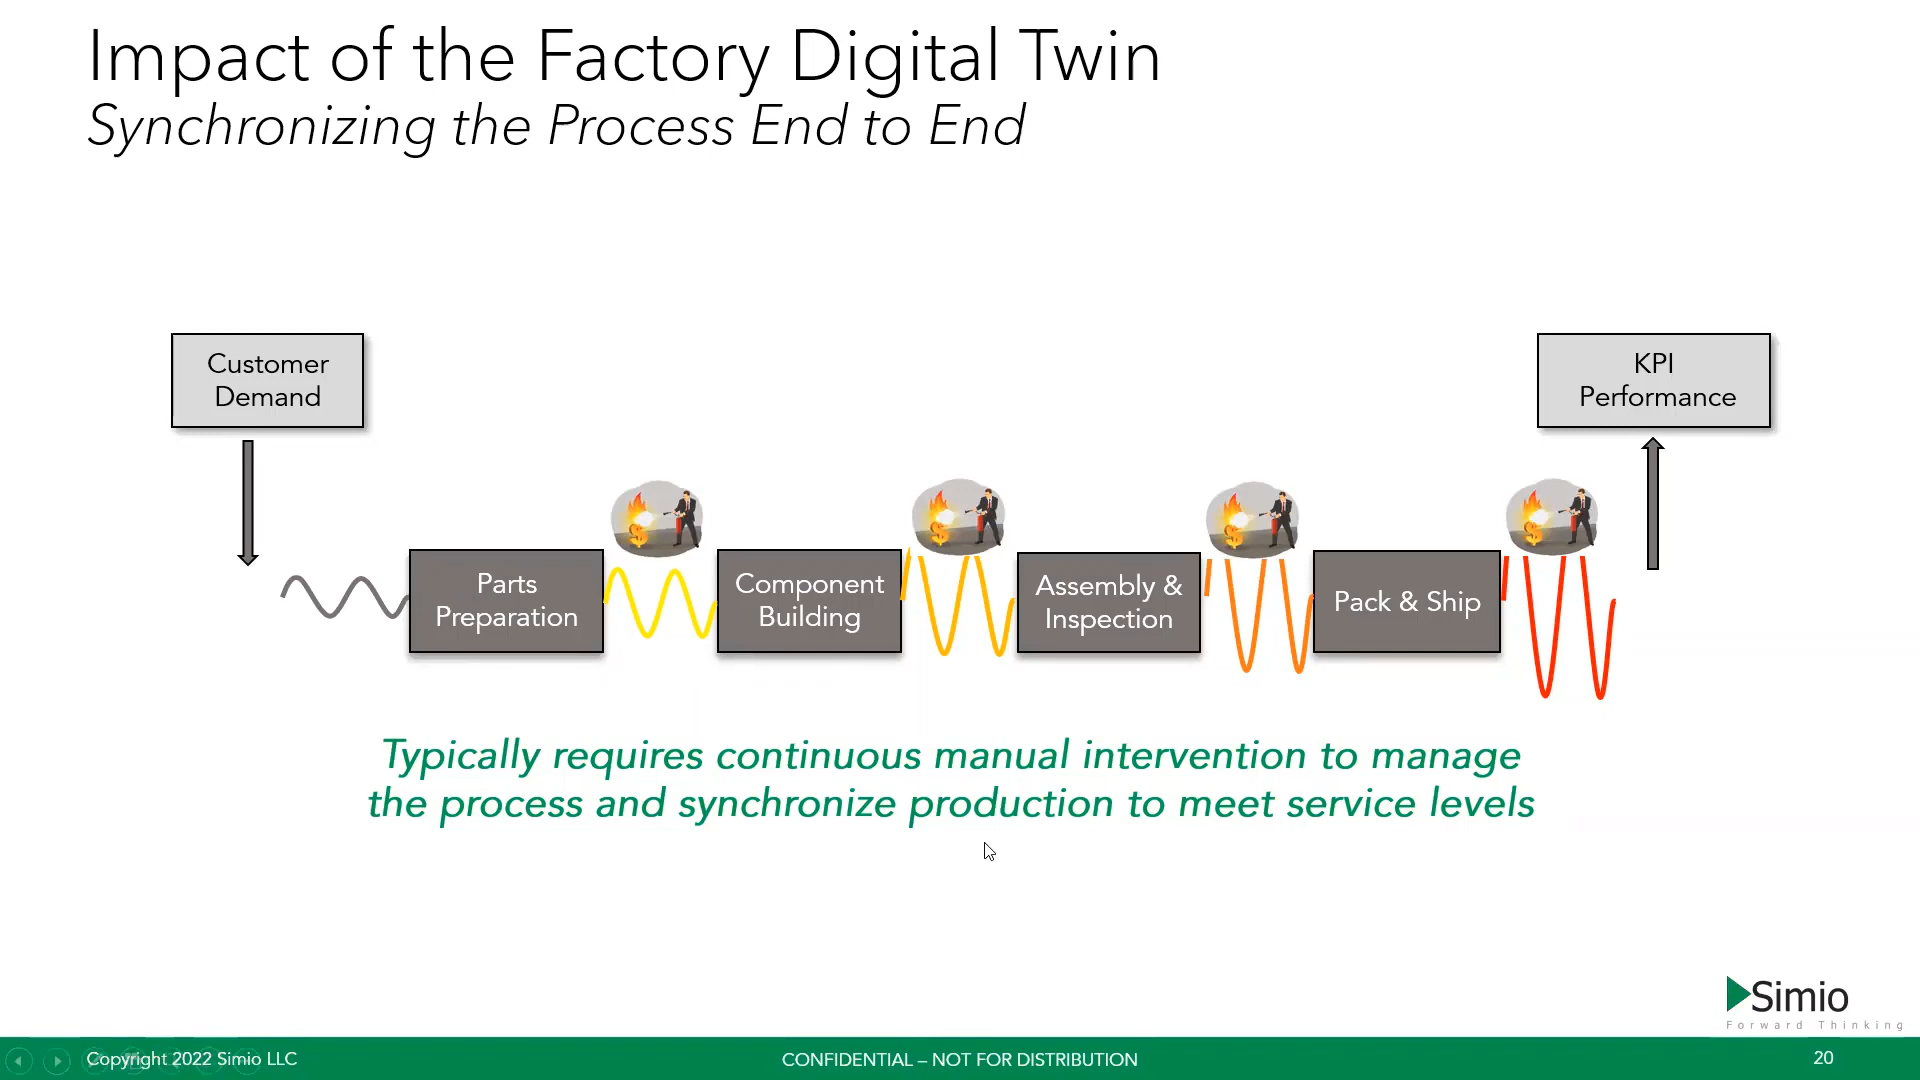 Impact of the Factory Digital Twin
Synchronizing the Process End to End
Customer
Demand
KPI
Performance
Parts
Preparation
Component
Building
Assembly &
Inspection
Pack & Ship
Typically requires continuous manual intervention to manage
the process and synchronize production to meet service levels
Simio
Forward Thinking
Copyright 2022 Simio LLC
CONFIDENTIAL – NOT FOR DISTRIBUTION
20